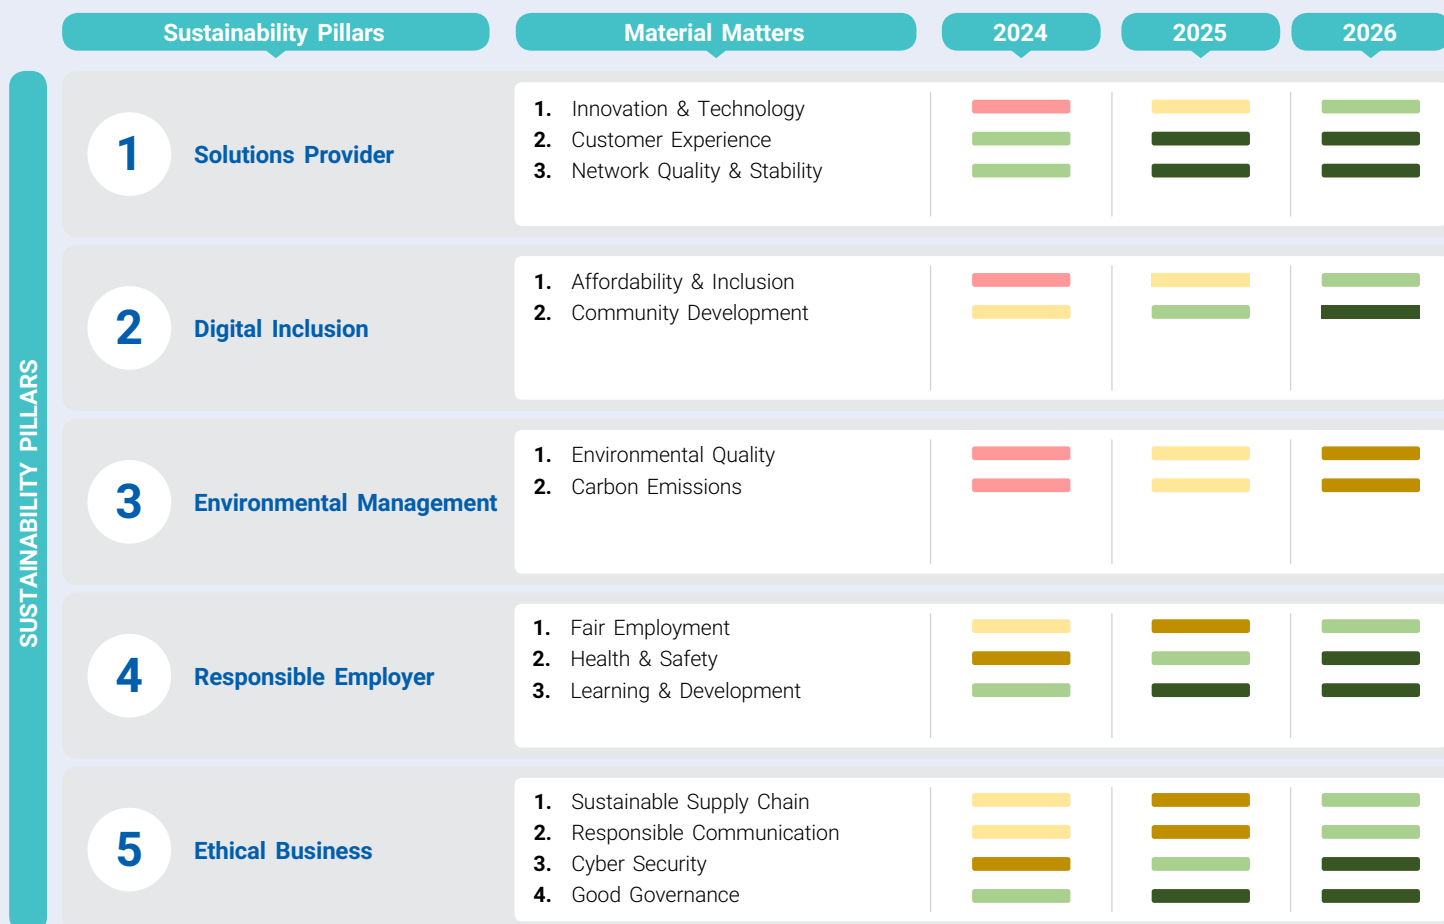 Sustainability Pillars
Material Matters
2024
2025
2026
SUSTAINABILITY PILLARS
1
Solutions Provider
1. Innovation & Technology
2. Customer Experience
3. Network Quality & Stability
2
Digital Inclusion
1. Affordability & Inclusion
2. Community Development
3
Environmental Management
1. Environmental Quality
2. Carbon Emissions
4
Responsible Employer
1. Fair Employment
2. Health & Safety
3. Learning & Development
5
Ethical Business
1. Sustainable Supply Chain
2. Responsible Communication
3. Cyber Security
4. Good Governance